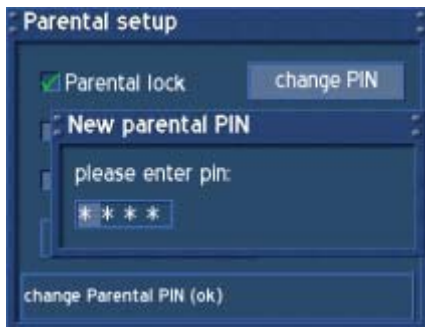 Parental setup
Parental lock
change PIN
New parental PIN
please enter pin:
* * * *
change Parental PIN (ok)